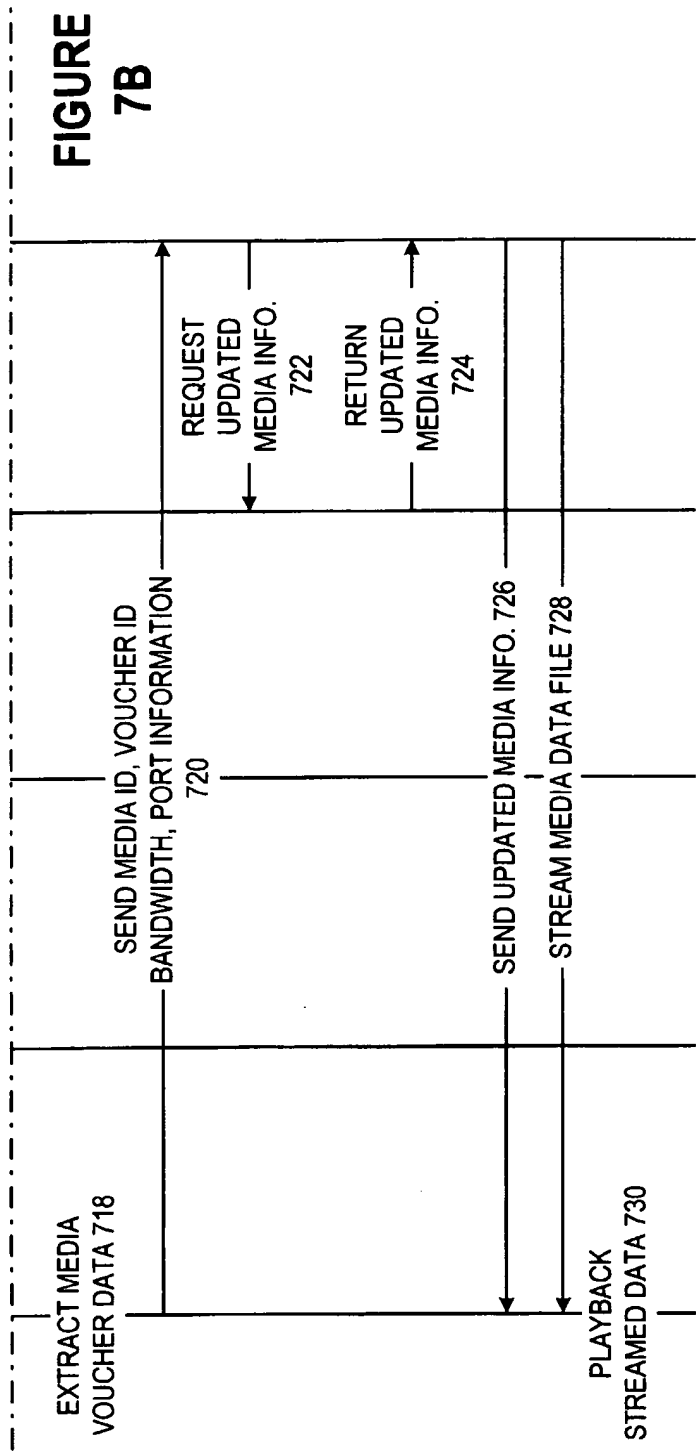 FIGURE
7B
EXTRACT MEDIA
VOUCHER DATA 718
SEND MEDIA ID, VOUCHER ID
BANDWIDTH, PORT INFORMATION
720
REQUEST
UPDATED
MEDIA INFO.
722
RETURN
UPDATED
MEDIA INFO.
724
SEND UPDATED MEDIA INFO. 726
STREAM MEDIA DATA FILE 728
PLAYBACK
STREAMED DATA 730